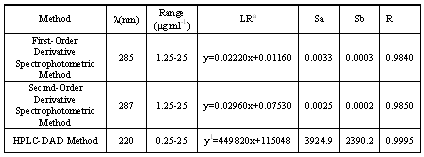 Method λ(nm) Range (µg ml-1) LRa Sa Sb R
First-Order Derivative Spectrophotometric Method 285 1.25-25 y=0.02220x+0.01160 0.0033 0.0003 0.9840
Second-Order Derivative Spectrophotometric Method 287 1.25-25 y=0.02960x+0.07530 0.0025 0.0002 0.9850
HPLC-DAD Method 220 0.25-25 y=449820x+115048 3924.9 2390.2 0.9995